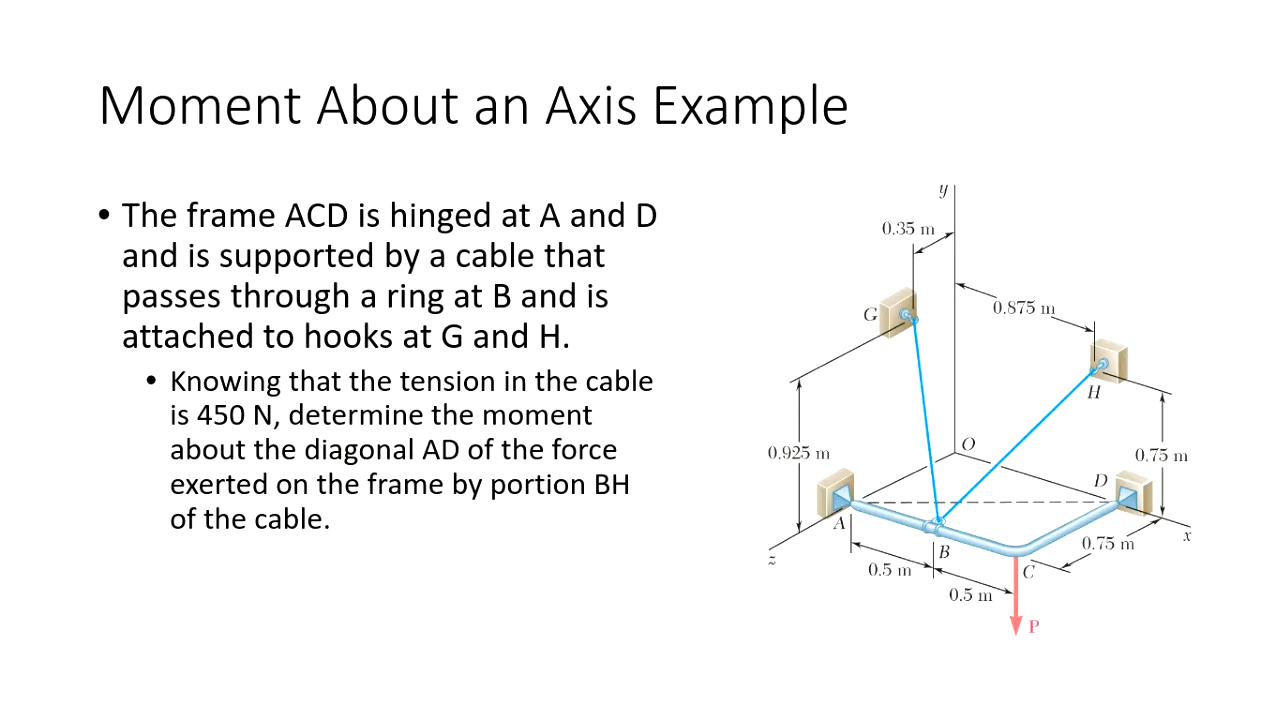 Moment About an Axis Example
• The frame ACD is hinged at A and D
and is supported by a cable that
passes through a ring at B and is
attached to hooks at G and H.
• Knowing that the tension in the cable
is 450 N, determine the moment
about the diagonal AD of the force
exerted on the frame by portion BH
of the cable.
y
0.35 m
G
0.875 m
H
0.925 m
O
0.75 m
D
A
x
B
0.75 m
z
0.5 m
C
0.5 m
P